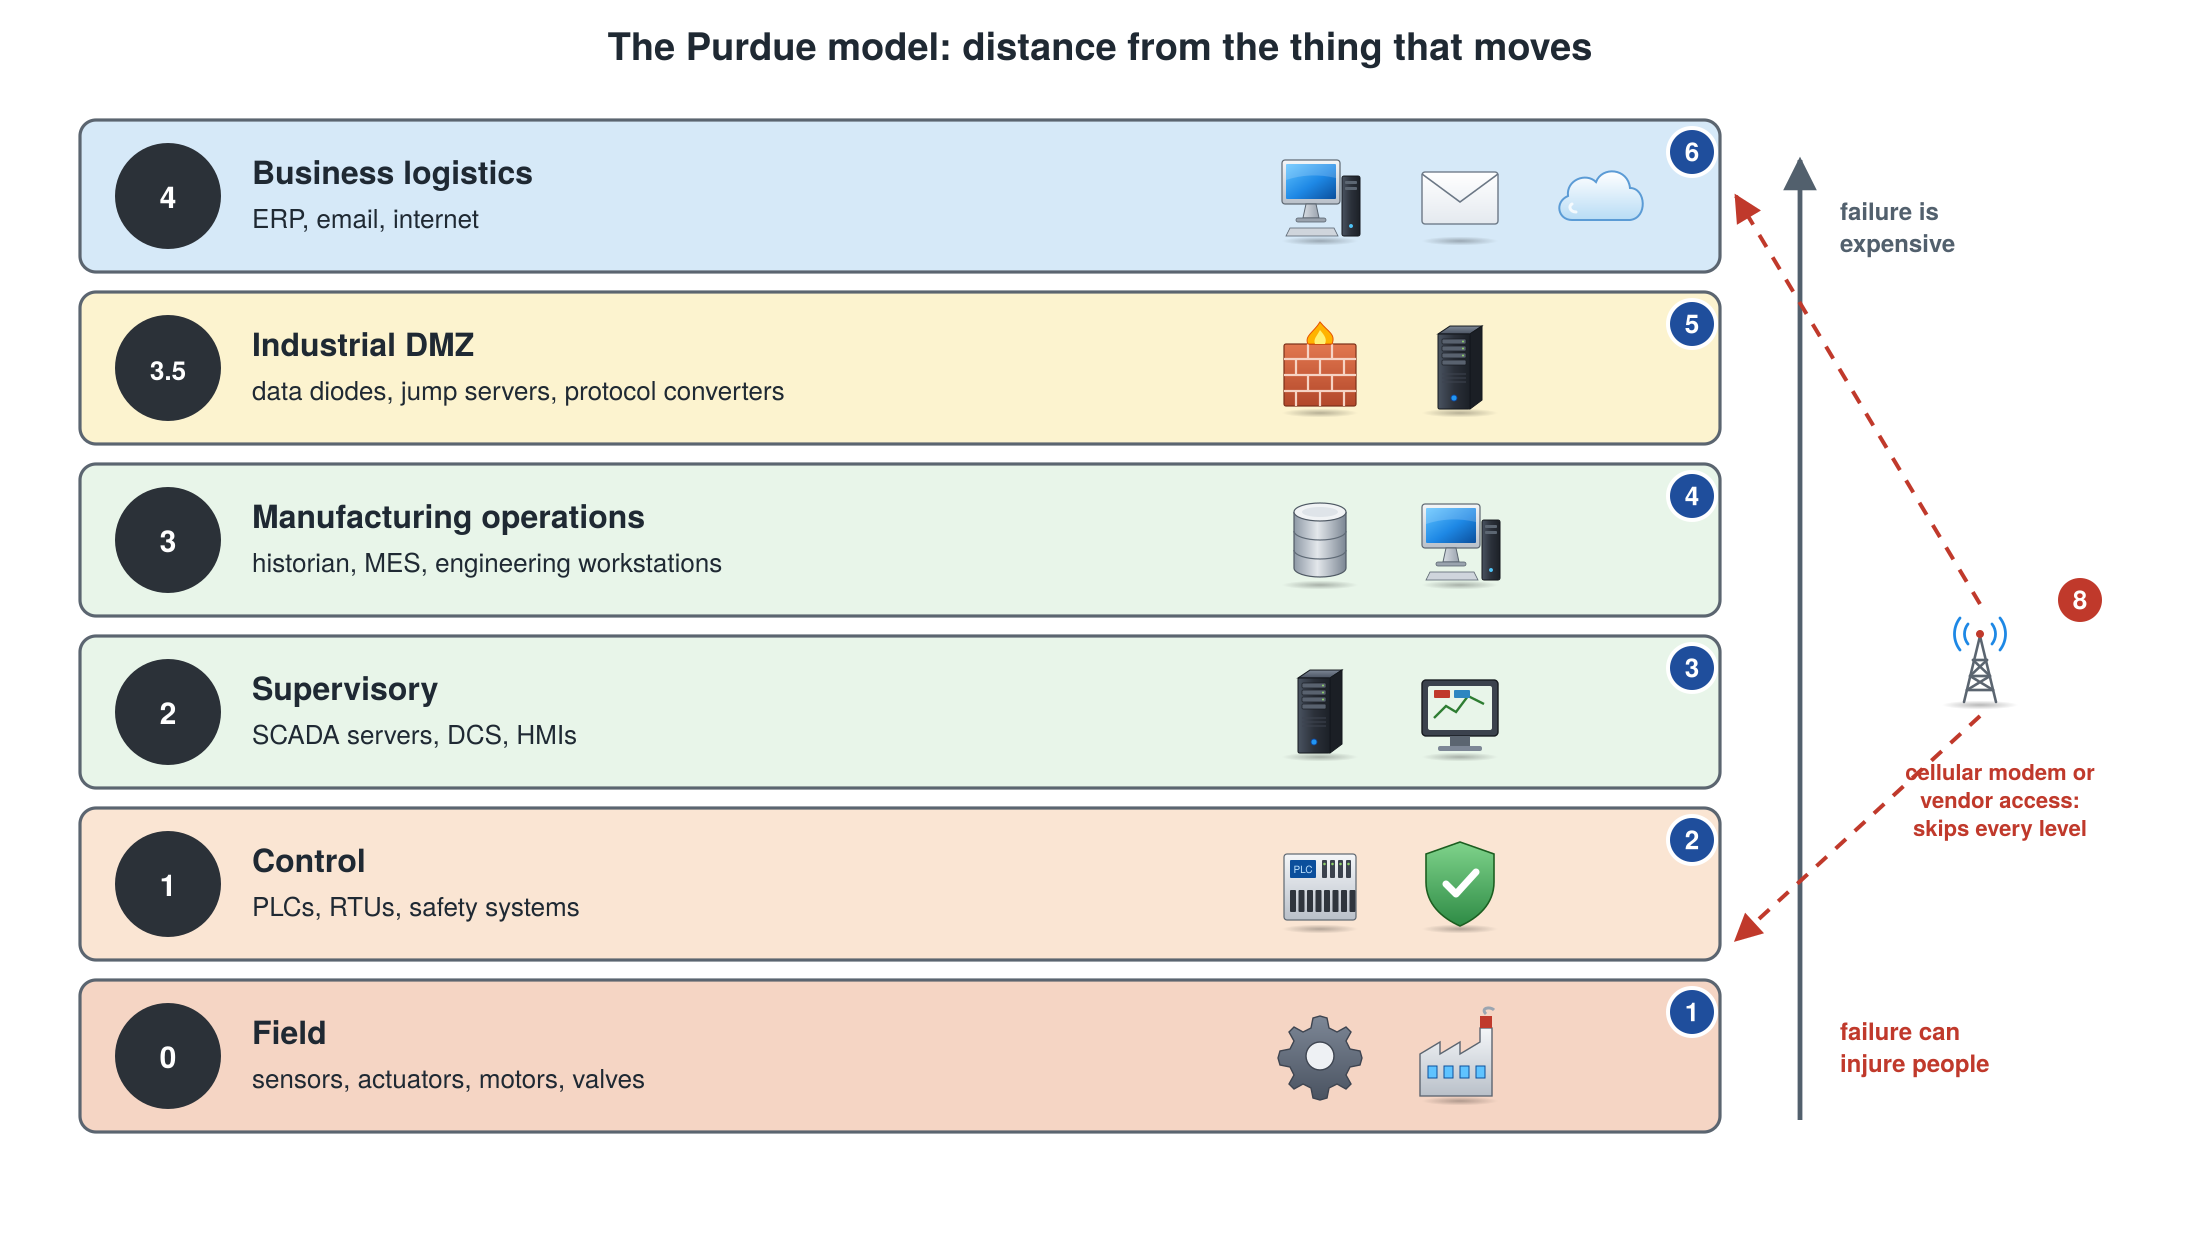 The Purdue model: distance from the thing that moves
4
Business logistics
ERP, email, internet
6
failure is
expensive
3.5
Industrial DMZ
data diodes, jump servers, protocol converters
5
3
Manufacturing operations
historian, MES, engineering workstations
4
8
2
Supervisory
SCADA servers, DCS, HMIs
3
cellular modem or
vendor access:
skips every level
1
Control
PLCs, RTUs, safety systems
PLC
2
0
Field
sensors, actuators, motors, valves
1
failure can
injure people